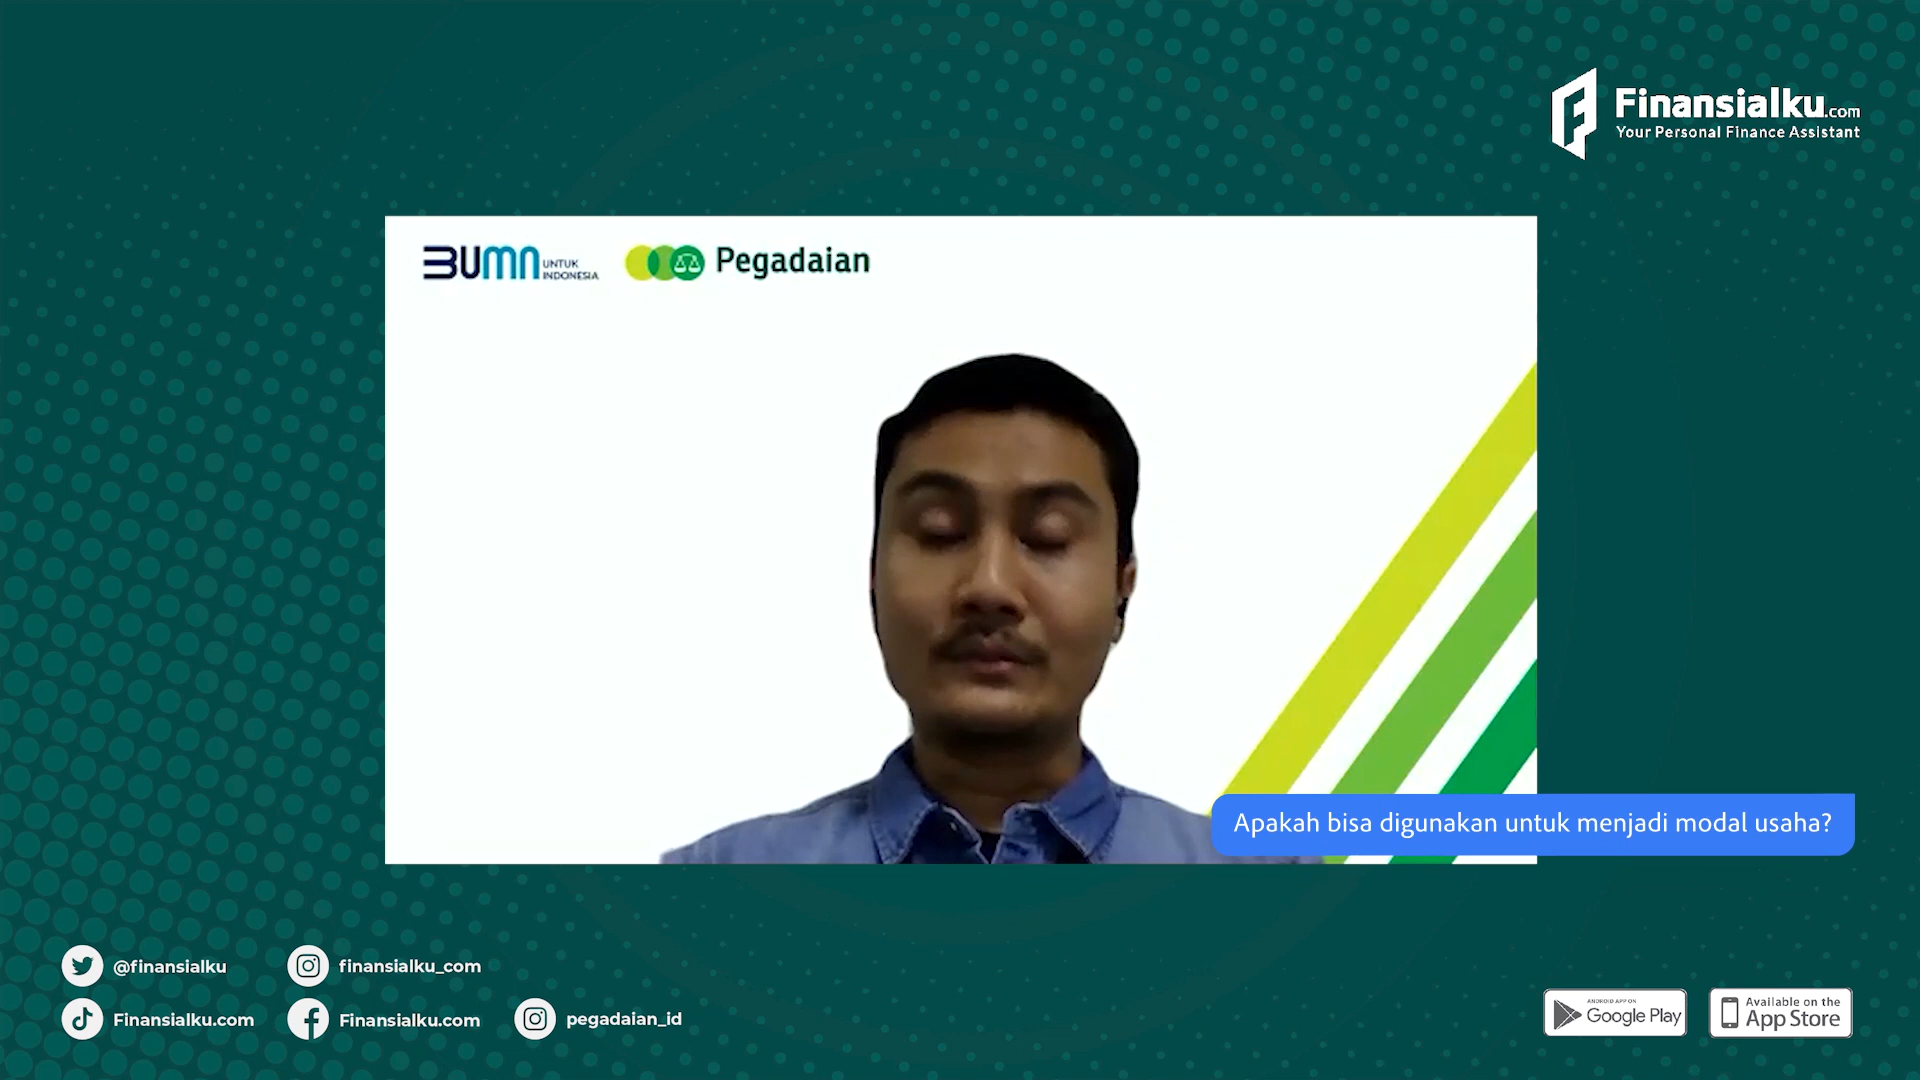 Finansialku.com
Your Personal Finance Assistant
BUMN UNTUK INDONESIA
Pegadaian
Apakah bisa digunakan untuk menjadi modal usaha?
@finansialku
finansialku_com
Finansialku.com
Finansialku.com
pegadaian_id
ANDROID APP ON
Google Play
Available on the
App Store